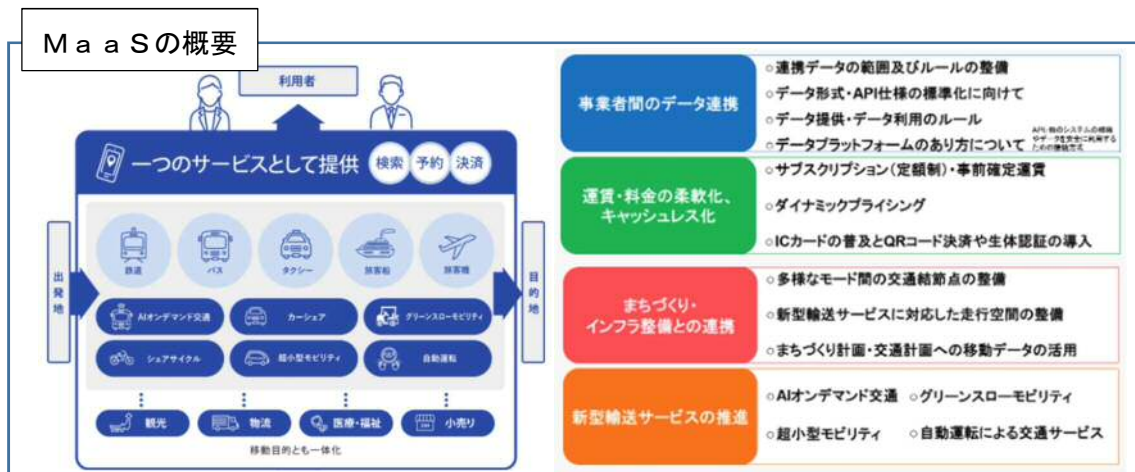 ＭａａＳの概要
利用者
一つのサービスとして提供
検索
予約
決済
出発地
目的地
鉄道
バス
タクシー
旅客船
旅客機
AIオンデマンド交通
カーシェア
グリーンスローモビリティ
シェアサイクル
超小型モビリティ
自動運転
観光
物流
医療・福祉
小売り
移動目的とも一体化
事業者間のデータ連携
○連携データの範囲及びルールの整備
○データ形式・API仕様の標準化に向けて
○データ提供・データ利用のルール
○データプラットフォームのあり方について
運賃・料金の柔軟化、
キャッシュレス化
○サブスクリプション（定額制）・事前確定運賃
○ダイナミックプライシング
○ICカードの普及とQRコード決済や生体認証の導入
まちづくり・
インフラ整備との連携
○多様なモード間の交通結節点の整備
○新型輸送サービスに対応した走行空間の整備
○まちづくり計画・交通計画への移動データの活用
新型輸送サービスの推進
○AIオンデマンド交通 ○グリーンスローモビリティ
○超小型モビリティ ○自動運転による交通サービス